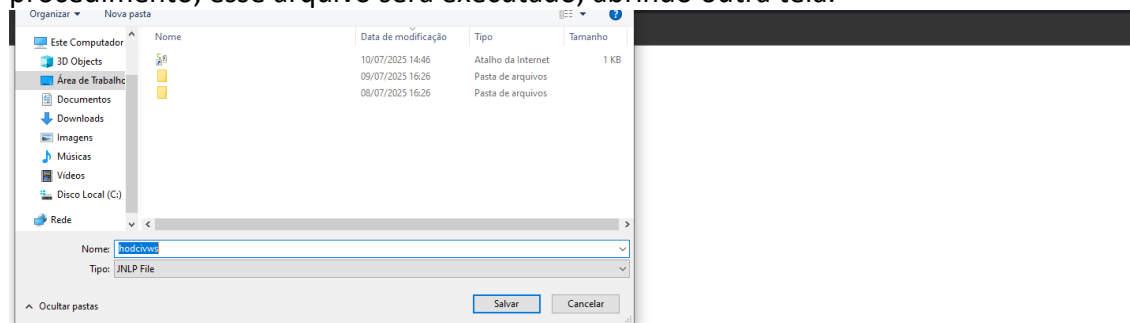 procedimento, esse arquivo será executado, abrindo outra tela.
Organizar Nova pasta
Este Computador Nome Data de modificação Tipo Tamanho
3D Objects 10/07/2025 14:46 Atalho da Internet 1 KB
Área de Trabalho 09/07/2025 16:26 Pasta de arquivos
Documentos 08/07/2025 16:26 Pasta de arquivos
Downloads
Imagens
Músicas
Vídeos
Disco Local (C:)
Rede
Nome: hodcivws
Tipo: JNLP File
Ocultar pastas Salvar Cancelar